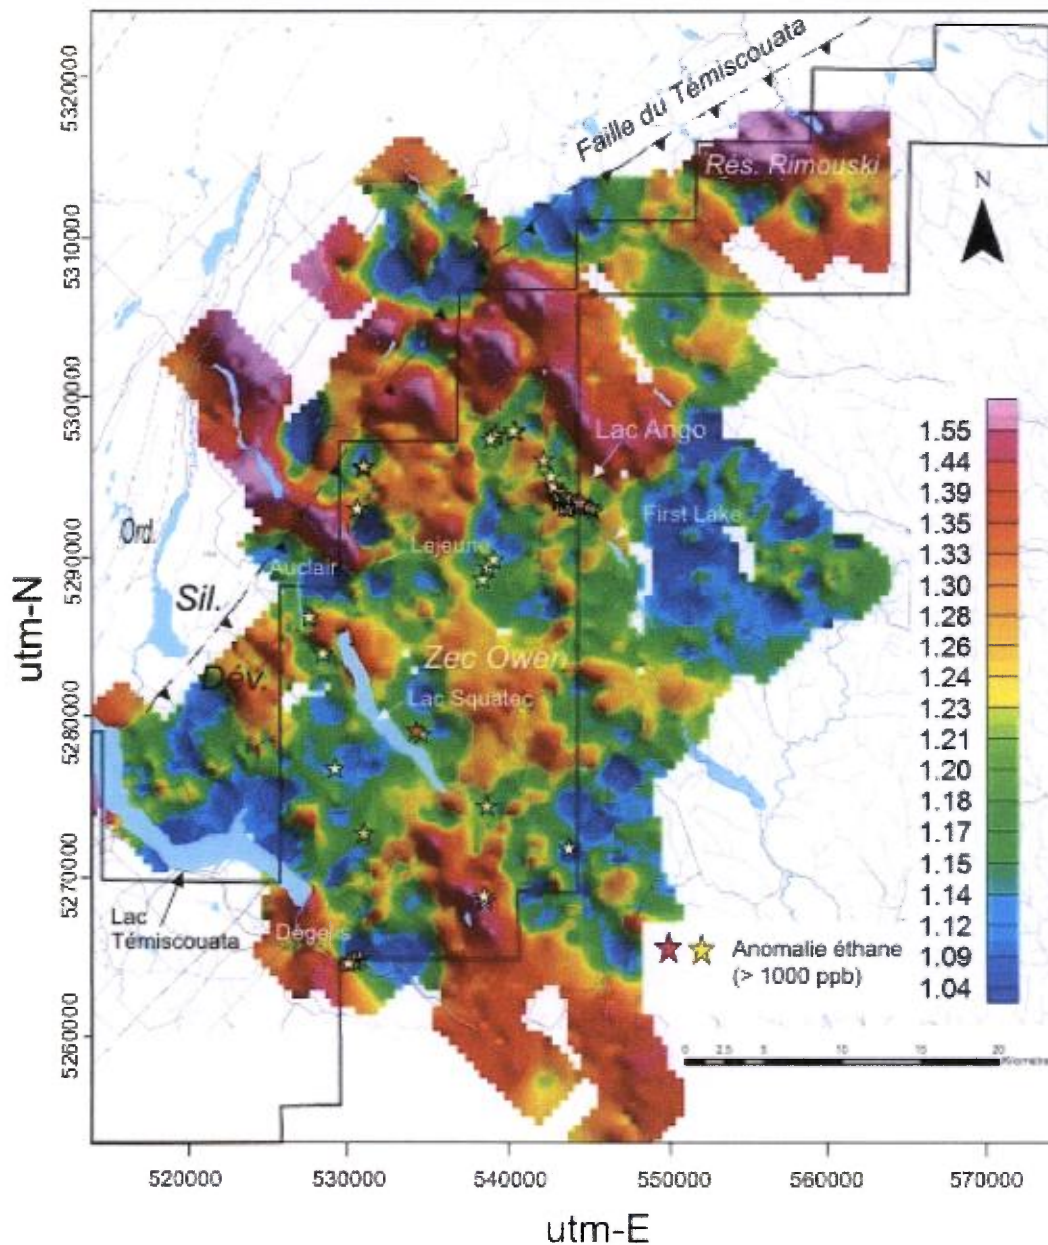 Faille du Témiscouata
Rés. Rimouski
N
5320000
5310000
5300000
5290000
5280000
5270000
5260000
utm-N
Lac Ango
First Lake
Ord.
Lejeune
Auclair
Sil.
Zec Owen
Dév.
Lac Squatec
Lac
Témiscouata
Dégelis
1.55
1.44
1.39
1.35
1.33
1.30
1.28
1.26
1.24
1.23
1.21
1.20
1.18
1.17
1.15
1.14
1.12
1.09
1.04
Anomalie éthane
(> 1000 ppb)
0 2.5 5 10 15 20
520000 530000 540000 550000 560000 570000
utm-E